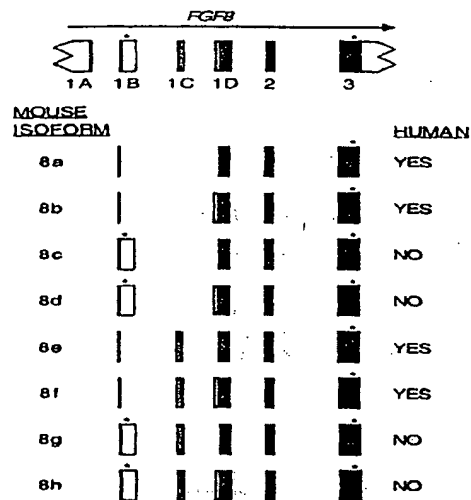 FGF8
1A 1B 1C 1D 2 3
MOUSE
ISOFORM HUMAN
8a YES
8b YES
8c NO
8d NO
8e YES
8f YES
8g NO
8h NO